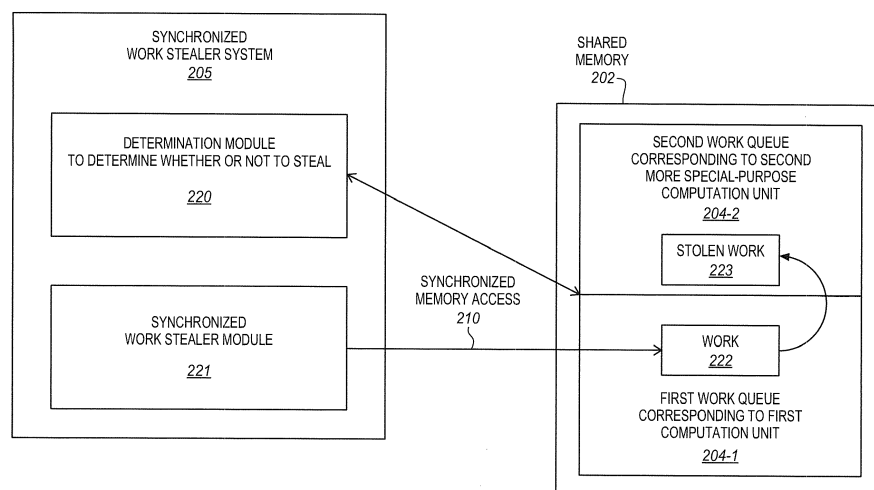 SYNCHRONIZED
WORK STEALER SYSTEM
205
DETERMINATION MODULE
TO DETERMINE WHETHER OR NOT TO STEAL
220
SYNCHRONIZED
WORK STEALER MODULE
221
SYNCHRONIZED
MEMORY ACCESS
210
SHARED
MEMORY
202
SECOND WORK QUEUE
CORRESPONDING TO SECOND
MORE SPECIAL-PURPOSE
COMPUTATION UNIT
204-2
STOLEN WORK
223
WORK
222
FIRST WORK QUEUE
CORRESPONDING TO FIRST
COMPUTATION UNIT
204-1